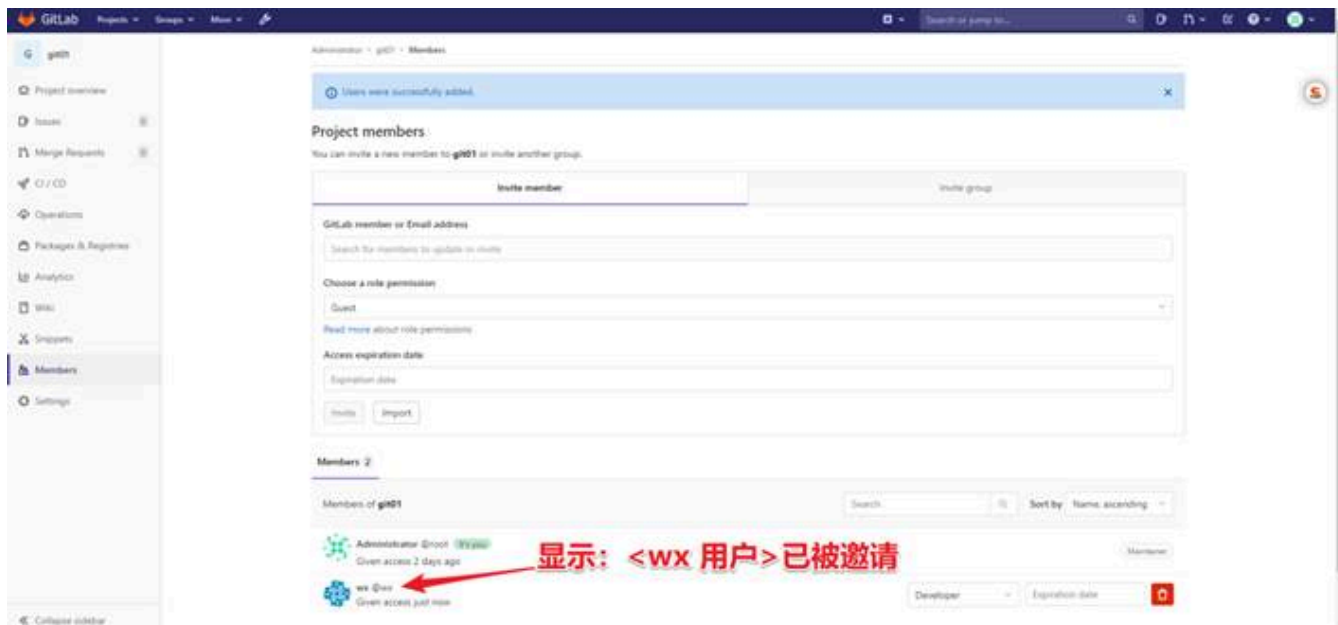 GitLab Projects Groups More Search or jump to...
G git01
Administrator > git01 > Members
Project overview
Users were successfully added.
Issues
Project members
Merge Requests
You can invite a new member to git01 or invite another group.
CI / CD
Invite member Invite group
Operations
GitLab member or Email address
Packages & Registries
Search for members to update or invite
Analytics
Choose a role permission
Wiki
Guest
Read more about role permissions
Snippets
Access expiration date
Members
Expiration date
Settings
Invite Import
Members 2
Members of git01 Search Sort by Name, ascending
Administrator @root It's you
Given access 2 days ago
Maintainer
显示：<wx 用户>已被邀请
wx @wx
Given access just now
Developer Expiration date
Collapse sidebar